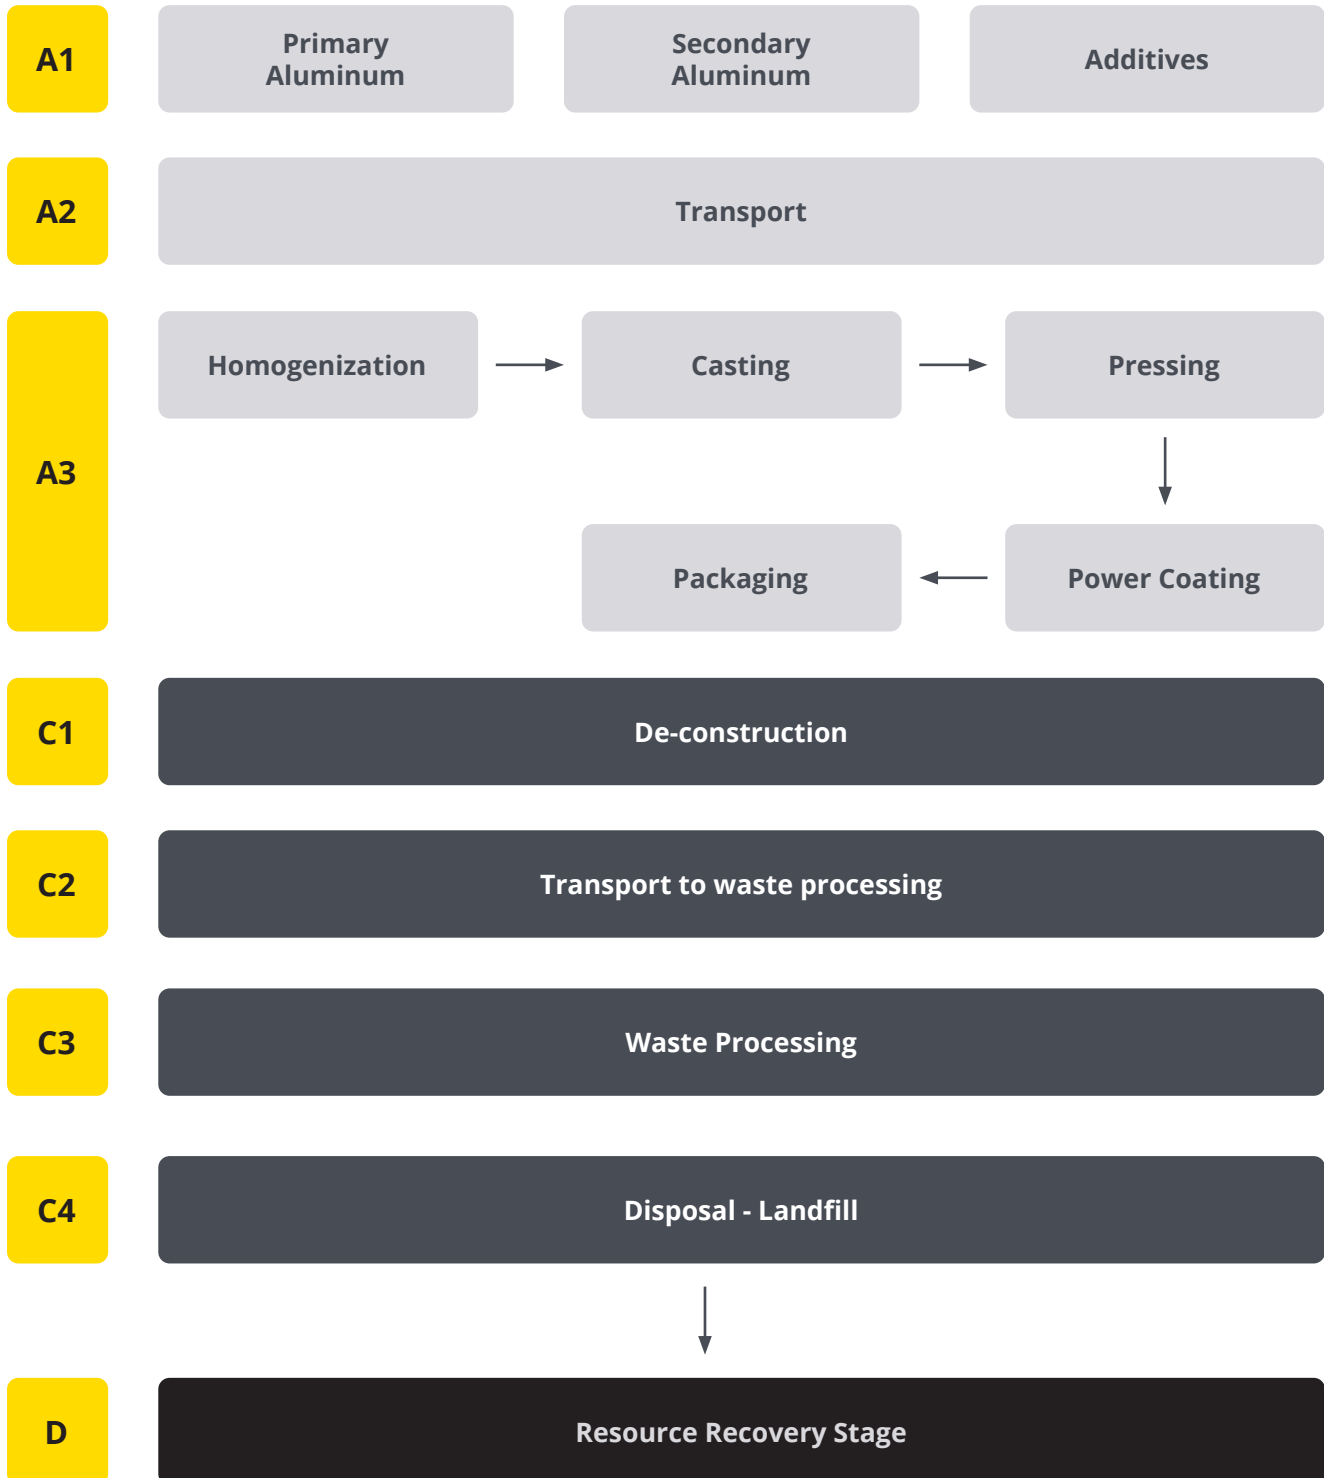 A1
Primary
Aluminum
Secondary
Aluminum
Additives
A2
Transport
A3
Homogenization
Casting
Pressing
Packaging
Power Coating
C1
De-construction
C2
Transport to waste processing
C3
Waste Processing
C4
Disposal - Landfill
D
Resource Recovery Stage